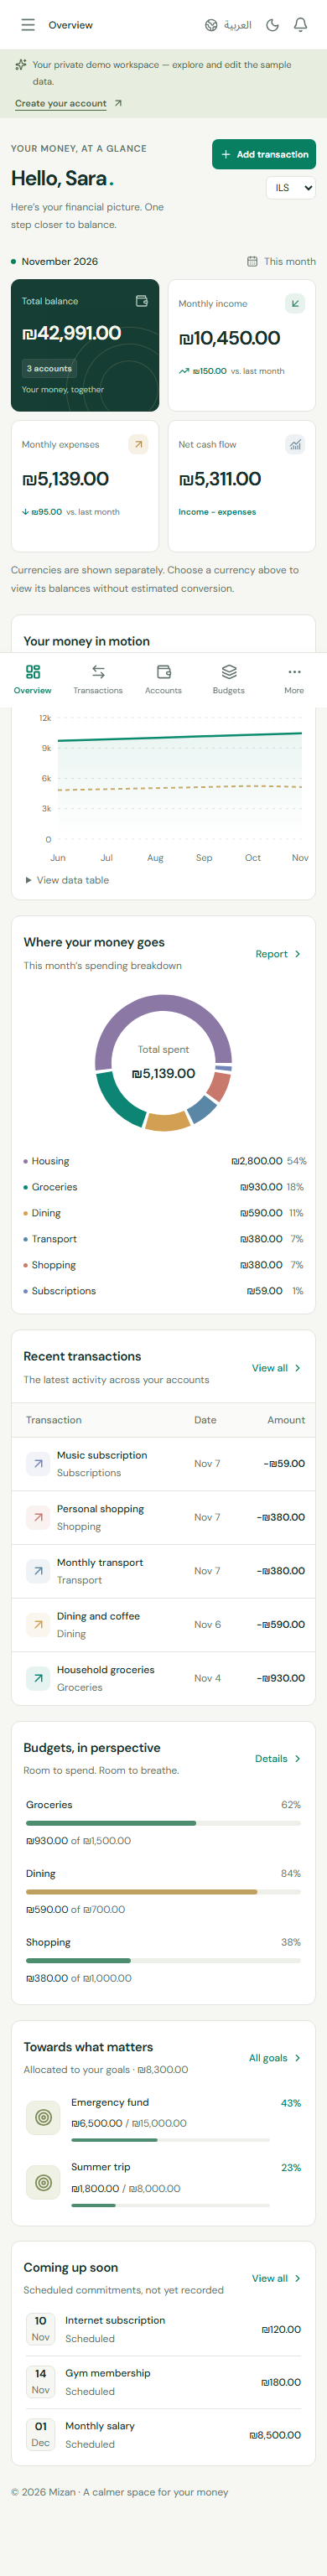 Overview
العربية
Your private demo workspace — explore and edit the sample
data.
Create your account
YOUR MONEY, AT A GLANCE
Add transaction
Hello, Sara.
ILS
Here's your financial picture. One
step closer to balance.
November 2026
This month
Total balance
₪42,991.00
3 accounts
Your money, together
Monthly income
₪10,450.00
₪150.00 vs. last month
Monthly expenses
₪5,139.00
₪95.00 vs. last month
Net cash flow
₪5,311.00
Income − expenses
Currencies are shown separately. Choose a currency above to
view its balances without estimated conversion.
Your money in motion
Overview
Transactions
Accounts
Budgets
More
12k
9k
6k
3k
0
Jun Jul Aug Sep Oct Nov
View data table
Where your money goes
This month's spending breakdown
Report
Total spent
₪5,139.00
Housing ₪2,800.00 54%
Groceries ₪930.00 18%
Dining ₪590.00 11%
Transport ₪380.00 7%
Shopping ₪380.00 7%
Subscriptions ₪59.00 1%
Recent transactions
The latest activity across your accounts
View all
Transaction Date Amount
Music subscription
Subscriptions
Nov 7
-₪59.00
Personal shopping
Shopping
Nov 7
-₪380.00
Monthly transport
Transport
Nov 7
-₪380.00
Dining and coffee
Dining
Nov 6
-₪590.00
Household groceries
Groceries
Nov 4
-₪930.00
Budgets, in perspective
Room to spend. Room to breathe.
Details
Groceries 62%
₪930.00 of ₪1,500.00
Dining 84%
₪590.00 of ₪700.00
Shopping 38%
₪380.00 of ₪1,000.00
Towards what matters
Allocated to your goals · ₪8,300.00
All goals
Emergency fund 43%
₪6,500.00 / ₪15,000.00
Summer trip 23%
₪1,800.00 / ₪8,000.00
Coming up soon
Scheduled commitments, not yet recorded
View all
10
Nov
Internet subscription
Scheduled
₪120.00
14
Nov
Gym membership
Scheduled
₪180.00
01
Dec
Monthly salary
Scheduled
₪8,500.00
© 2026 Mizan · A calmer space for your money